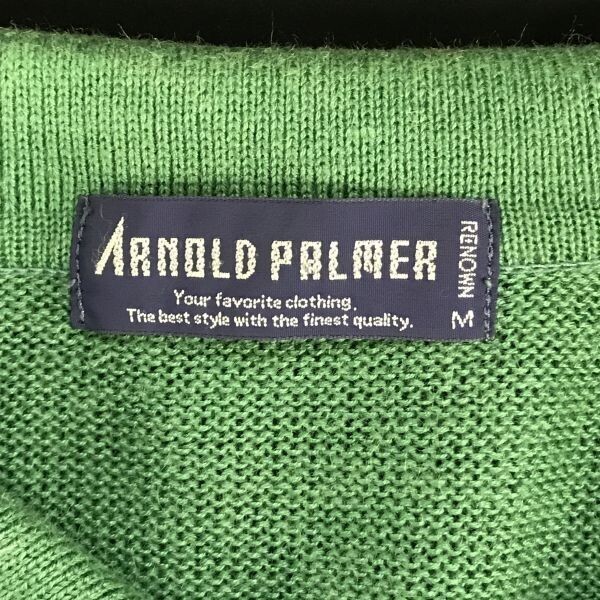 ARNOLD PALMER
Your favorite clothing.
The best style with the finest quality.
RENOWN
M